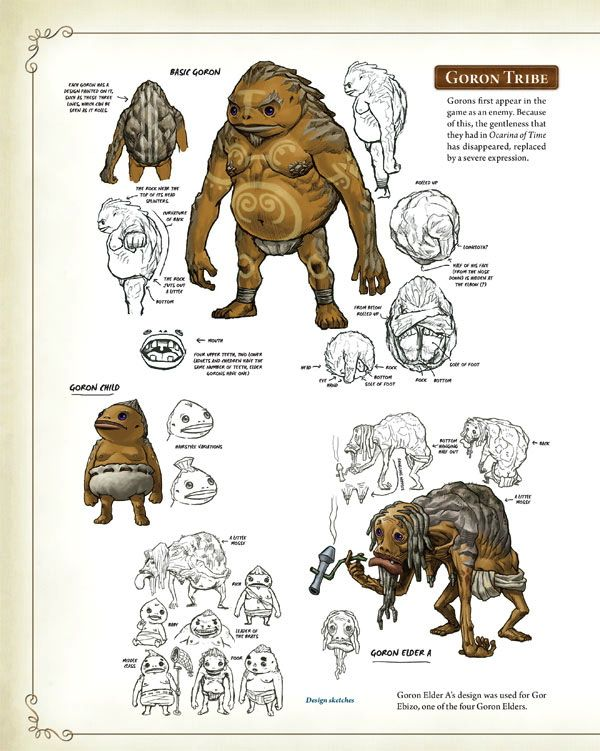 GORON TRIBE
Gorons first appear in the
game as an enemy. Because
of this, the gentleness that
they had in Ocarina of Time
has disappeared, replaced
by a severe expression.
BASIC GORON
EACH GORON HAS A
DESIGN PAINTED ON IT,
SUCH AS THESE THREE
LINES, WHICH CAN BE
SEEN AS IT ROLLS.
THE ROCK NEAR THE
TOP OF ITS HEAD
SPLINTERS.
CURVATURE
OF BACK
THE ROCK
JUTS OUT
A LITTLE
BOTTOM
ROLLED UP
LOINCLOTH?
HALF OF HIS FACE
(FROM THE NOSE
DOWN) IS HIDDEN AT
THE ELBOW (?)
FROM BELOW
ROLLED UP
SOLE OF FOOT
ROCK
BOTTOM
MOUTH
FOUR UPPER TEETH, TWO LOWER
(ADULTS AND CHILDREN HAVE THE
SAME NUMBER OF TEETH, ELDER
GORONS HAVE ONE)
HEAD
EYE
HAND
ROCK
BOTTOM
SOLE OF FOOT
GORON CHILD
HAIRSTYLE VARIATIONS
BOTTOM
HANGING
HALF OUT
BACK
A LITTLE
MOSSY
A LITTLE
MOSSY
RICH
BABY
LEADER OF
THE BRATS
MIDDLE
CLASS
POOR
GORON ELDER A
Design sketches
Goron Elder A's design was used for Gor
Ebizo, one of the four Goron Elders.